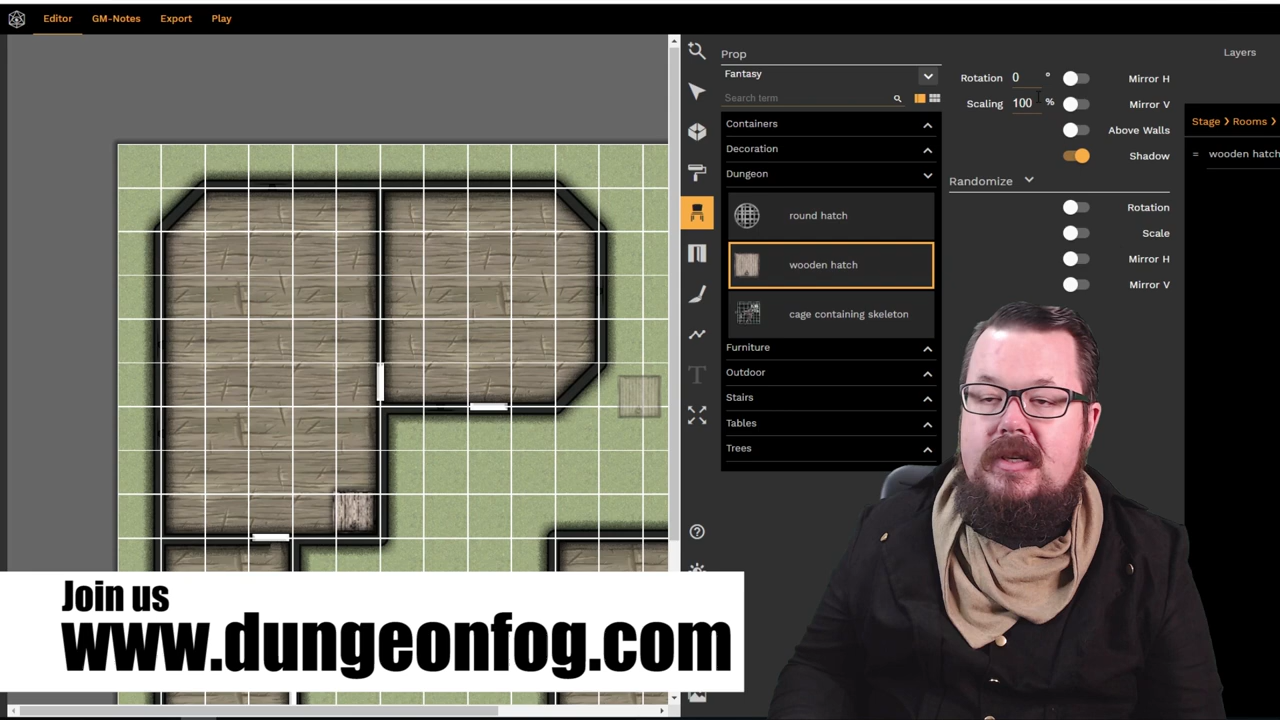 Editor
GM-Notes
Export
Play
Prop
Fantasy
Search term
Containers
Decoration
Dungeon
round hatch
wooden hatch
cage containing skeleton
Furniture
Outdoor
Stairs
Tables
Trees
Rotation 0 °
Scaling 100 %
Mirror H
Mirror V
Above Walls
Shadow
Randomize
Rotation
Scale
Mirror H
Mirror V
Layers
Stage > Rooms >
= wooden hatch
T
Join us
www.dungeonfog.com